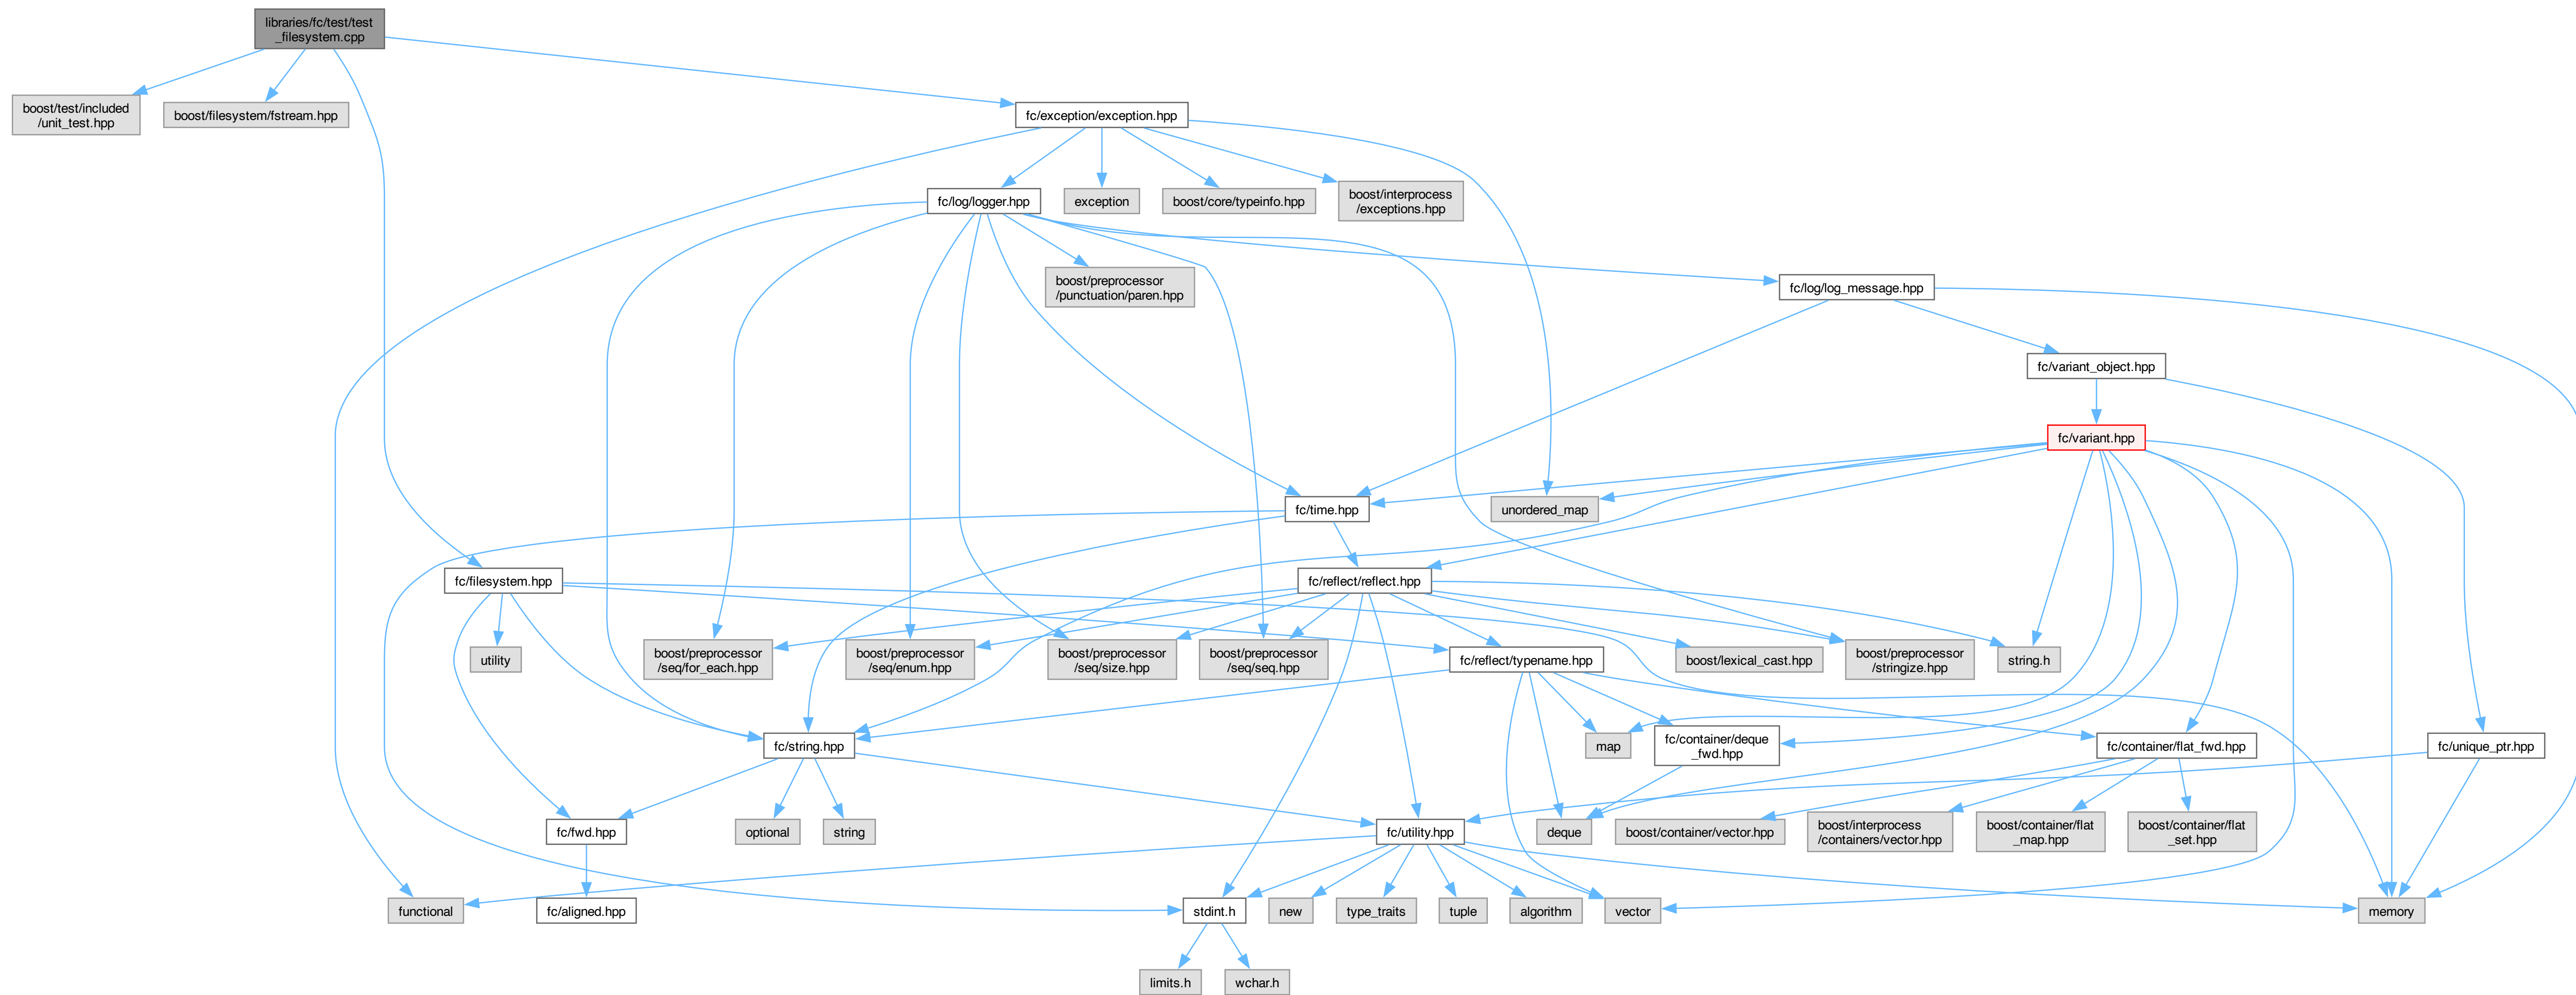 libraries/fc/test/test
_filesystem.cpp
boost/test/included
/unit_test.hpp
boost/filesystem/fstream.hpp
fc/exception/exception.hpp
fc/log/logger.hpp
exception
boost/core/typeinfo.hpp
boost/interprocess
/exceptions.hpp
boost/preprocessor
/punctuation/paren.hpp
fc/log/log_message.hpp
fc/variant_object.hpp
fc/variant.hpp
fc/time.hpp
unordered_map
fc/filesystem.hpp
fc/reflect/reflect.hpp
utility
boost/preprocessor
/seq/for_each.hpp
boost/preprocessor
/seq/enum.hpp
boost/preprocessor
/seq/size.hpp
boost/preprocessor
/seq/seq.hpp
fc/reflect/typename.hpp
boost/lexical_cast.hpp
boost/preprocessor
/stringize.hpp
string.h
fc/string.hpp
map
fc/container/deque
_fwd.hpp
fc/container/flat_fwd.hpp
fc/unique_ptr.hpp
fc/fwd.hpp
optional
string
fc/utility.hpp
deque
boost/container/vector.hpp
boost/interprocess
/containers/vector.hpp
boost/container/flat
_map.hpp
boost/container/flat
_set.hpp
functional
fc/aligned.hpp
stdint.h
new
type_traits
tuple
algorithm
vector
memory
limits.h
wchar.h